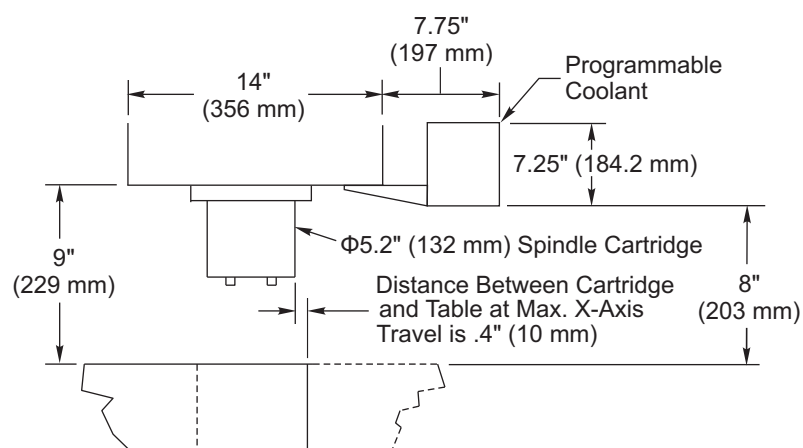 7.75"
(197 mm)
14"
(356 mm)
Programmable
Coolant
7.25" (184.2 mm)
Φ5.2" (132 mm) Spindle Cartridge
9"
(229 mm)
Distance Between Cartridge
and Table at Max. X-Axis
Travel is .4" (10 mm)
8"
(203 mm)